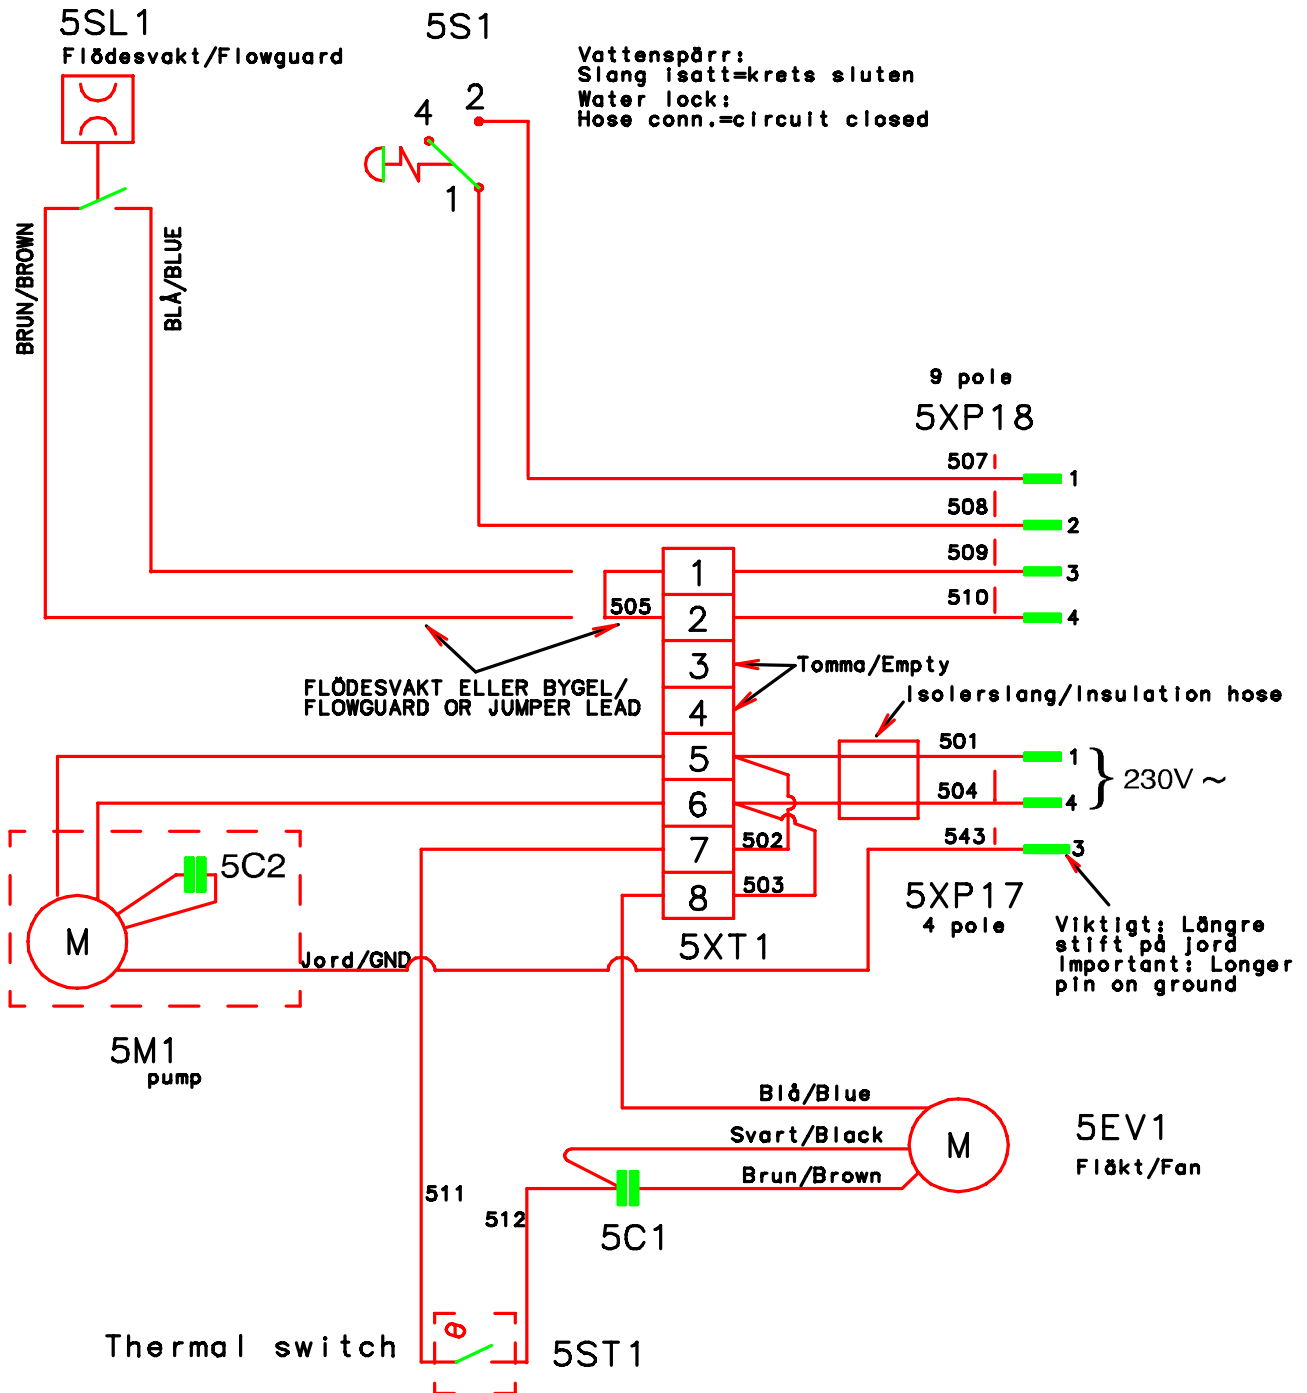 5SL1
Flödesvakt/Flowguard
5S1
Vattenspärr:
Slang isatt=krets sluten
Water lock:
Hose conn.=circuit closed
4
2
1
BRUN/BROWN
BLÅ/BLUE
9 pole
5XP18
507
1
508
2
509
3
510
4
505
1
2
3
4
5
6
7
8
5XT1
Tomma/Empty
FLÖDESVAKT ELLER BYGEL/
FLOWGUARD OR JUMPER LEAD
Isolerslang/Insulation hose
501
1
504
4
230V ~
502
543
3
503
5XP17
4 pole
Viktigt: Längre
stift på jord
Important: Longer
pin on ground
5C2
M
Jord/GND
5M1
pump
Blå/Blue
Svart/Black
Brun/Brown
M
5EV1
Fläkt/Fan
511
512
5C1
Thermal switch
θ
5ST1